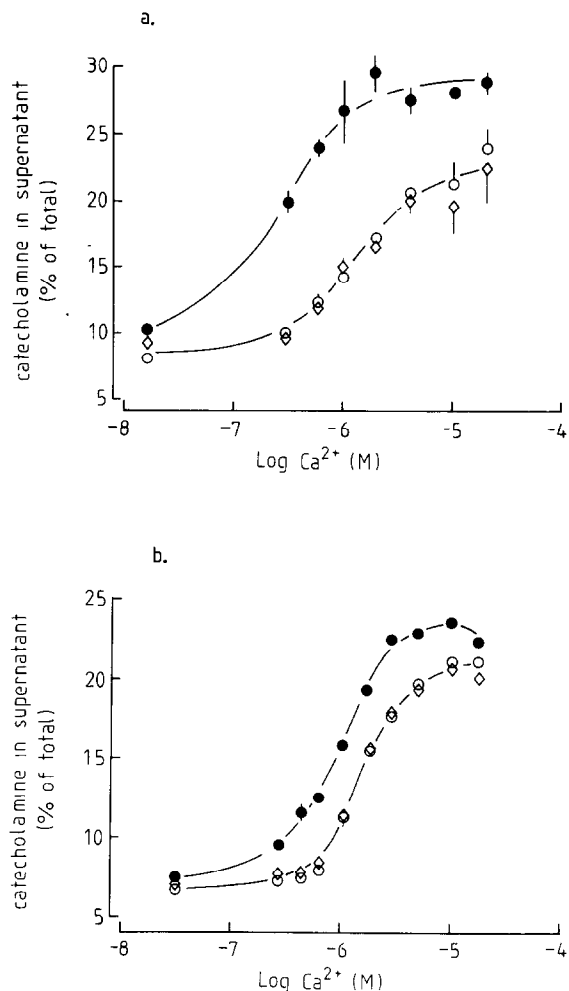 a.
30
25
20
15
10
5
catecholamine in supernatant
(% of total)
-8 -7 -6 -5 -4
Log Ca²⁺ (M)
b.
25
20
15
10
5
catecholamine in supernatant
(% of total)
-8 -7 -6 -5 -4
Log Ca²⁺ (M)